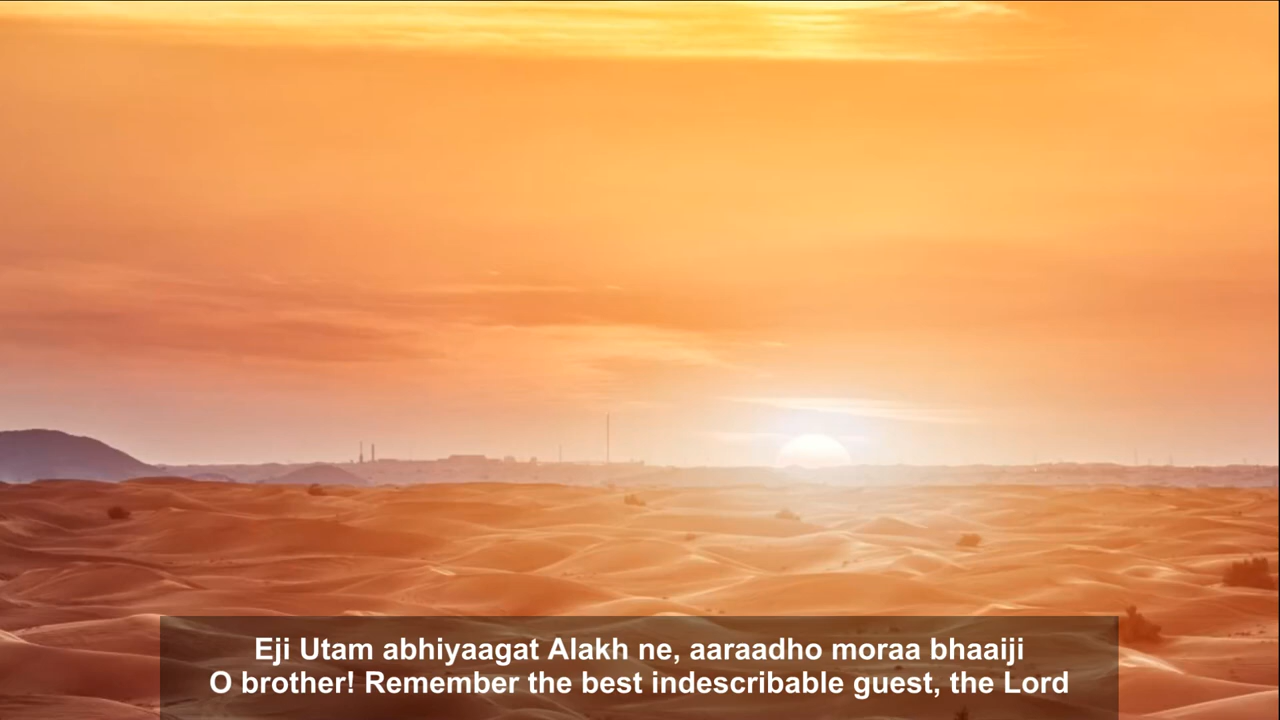 Eji Utam abhiyaagat Alakh ne, aaraadho moraa bhaaiji
O brother! Remember the best indescribable guest, the Lord